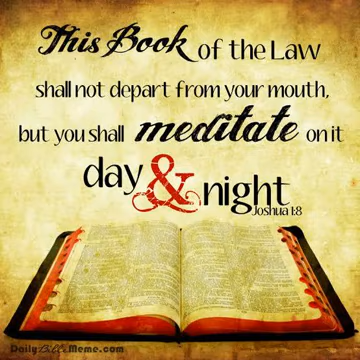 This Book of the Law
shall not depart from your mouth,
but you shall meditate on it
day & night
Joshua 1:8
DailyBibleMeme.com